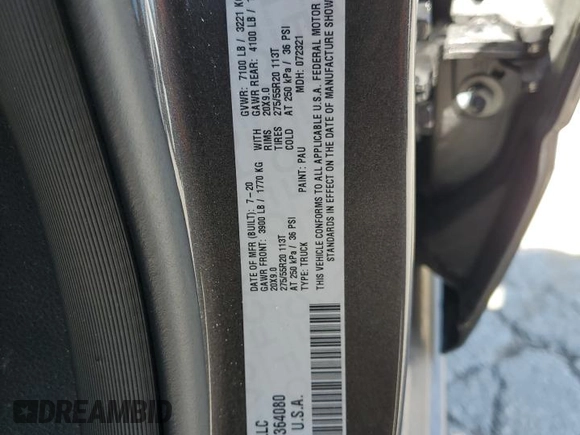 DATE OF MFR (BUILT): 7-20 GVWR: 7100 LB / 3221 KG
GAWR FRONT: 3900 LB / 1770 KG WITH GAWR REAR: 4100 LB /
20X9.0 RIMS 20X9.0
275/55R20 113T TIRES 275/55R20 113T
AT 250 kPa / 36 PSI COLD AT 250 kPa / 36 PSI
TYPE: TRUCK PAINT: PAU MDH: 072321
THIS VEHICLE CONFORMS TO ALL APPLICABLE U.S.A. FEDERAL MOTOR
STANDARDS IN EFFECT ON THE DATE OF MANUFACTURE SHOW
LLC
364080
U.S.A.
DREAMBID